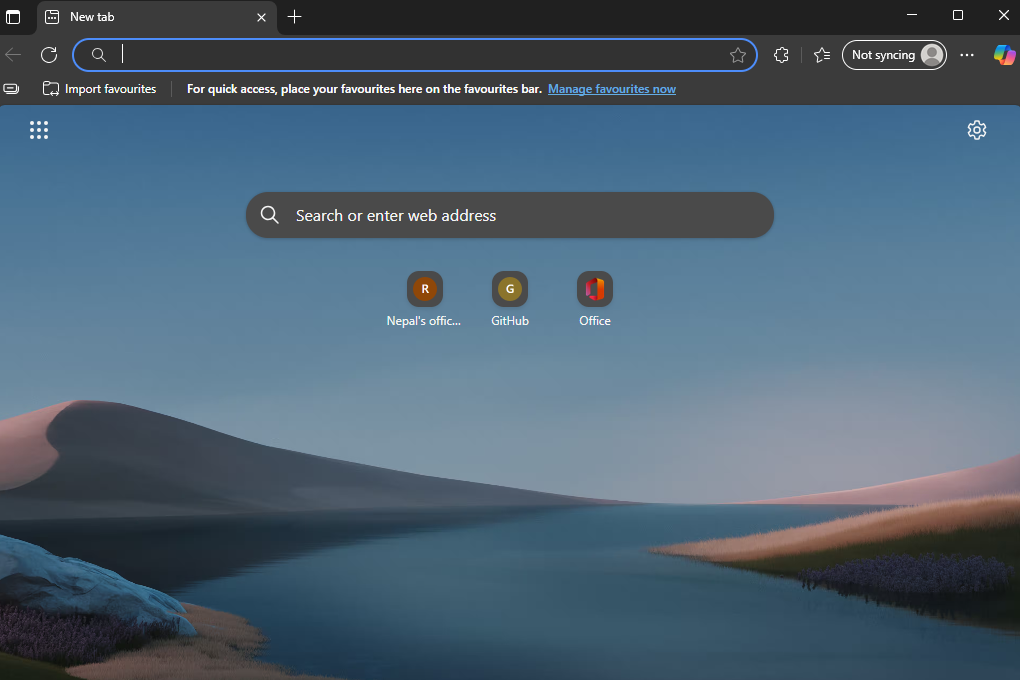 New tab
Not syncing
Import favourites
For quick access, place your favourites here on the favourites bar. Manage favourites now
Search or enter web address
R
G
Nepal's offic...
GitHub
Office